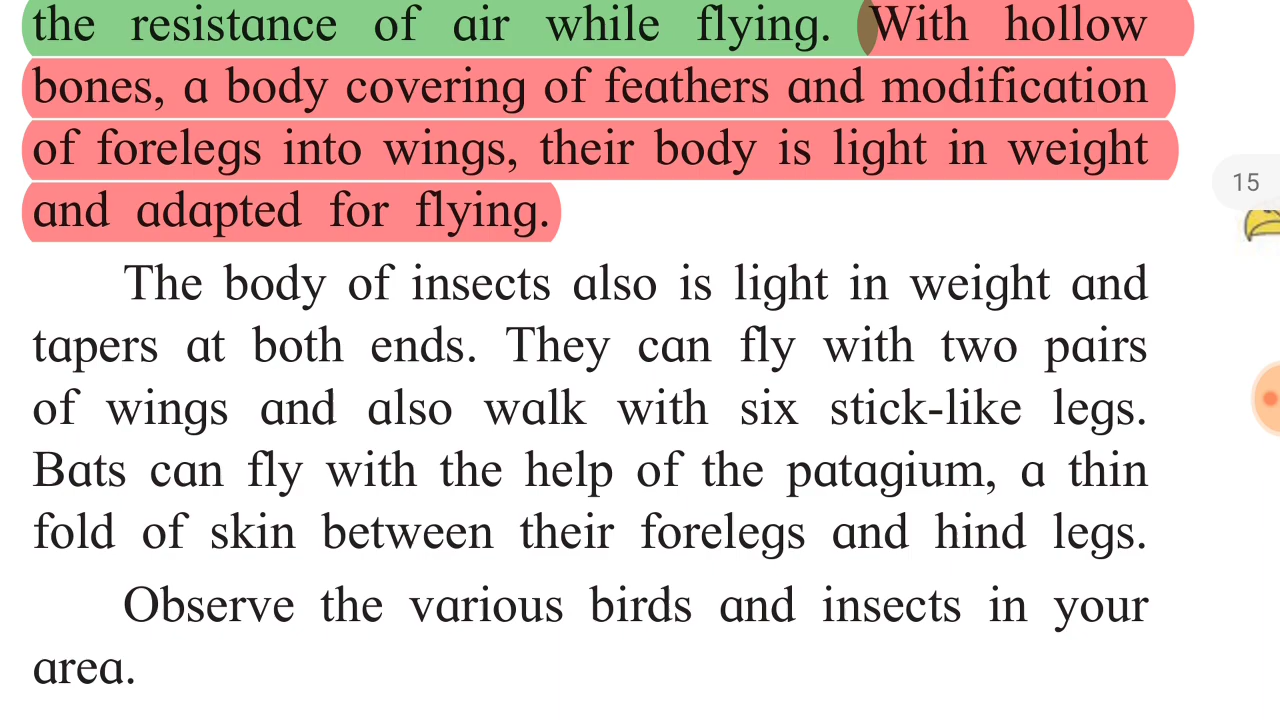 the resistance of air while flying. With hollow
bones, a body covering of feathers and modification
of forelegs into wings, their body is light in weight
and adapted for flying.
15
The body of insects also is light in weight and
tapers at both ends. They can fly with two pairs
of wings and also walk with six stick-like legs.
Bats can fly with the help of the patagium, a thin
fold of skin between their forelegs and hind legs.
Observe the various birds and insects in your
area.